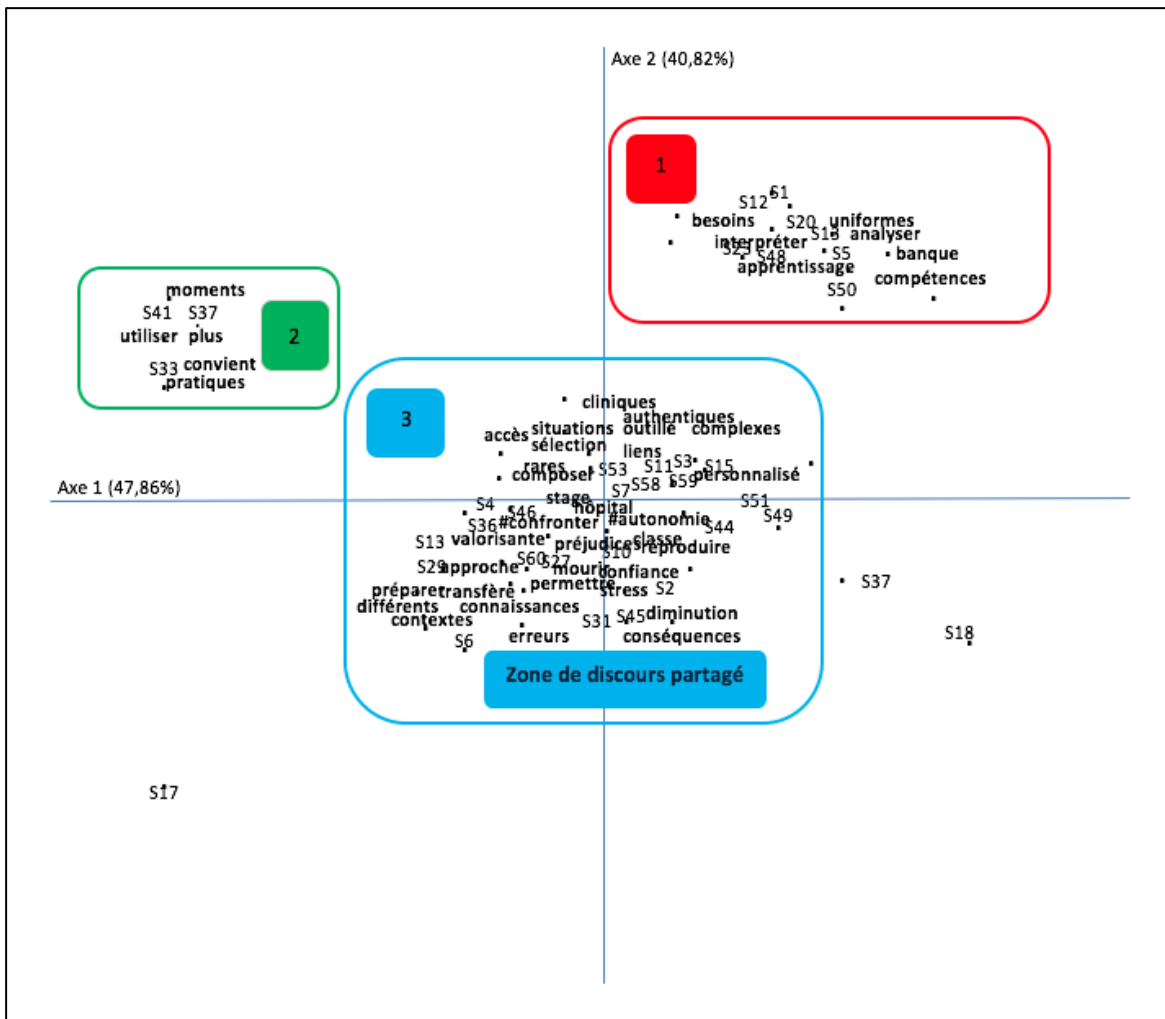 Axe 2 (40,82%)
1
S12 S1
besoins S20 uniformes
S13 analyser
interpréter
S23 S48 S5 banque
apprentissage compétences
S50
moments
S41 S37
utiliser plus
2
S33 convient
pratiques
3
cliniques
authentiques
accès situations outillé complexes
sélection liens
rares S53 S11 S3 S15
composer personnalisé
S7 S58 S59
Axe 1 (47,86%)
stage S51
S4 S46 hôpital S49
S36 #confronter #autonomie S44
S13 valorisante préjudices classe reproduire
S10
S29 approche S60 S27 mourir confiance
S37
préparer transfère permettre stress S2
différents connaissances
contextes S31 S45 diminution
S6 erreurs conséquences
S18
Zone de discours partagé
S17